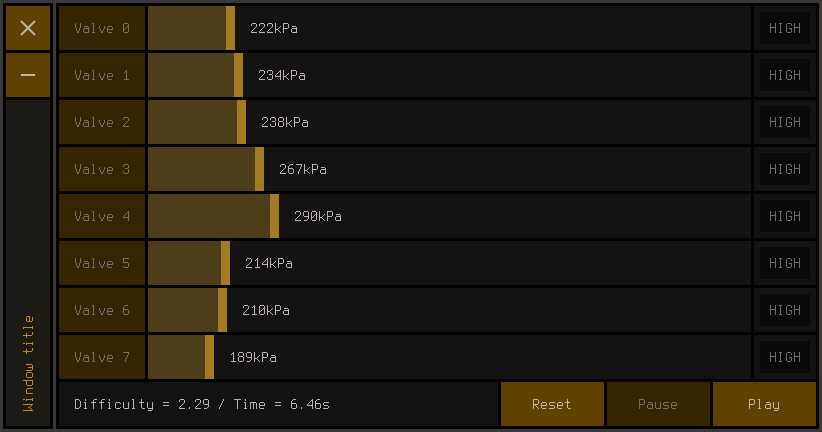 Window title
Valve 0 222kPa HIGH
Valve 1 234kPa HIGH
Valve 2 238kPa HIGH
Valve 3 267kPa HIGH
Valve 4 290kPa HIGH
Valve 5 214kPa HIGH
Valve 6 210kPa HIGH
Valve 7 189kPa HIGH
Difficulty = 2.29 / Time = 6.46s Reset Pause Play